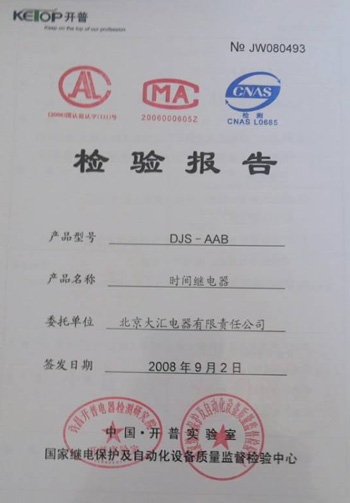 KETOP开普
Keep on the top of our profession
№ JW080493
CAL
MA
CNAS
2006000605Z
检测
CNAS L0685
检验报告
产品型号 DJS－AAB
产品名称 时间继电器
委托单位 北京大汇电器有限责任公司
签发日期 2008年9月2日
中国·开普实验室
国家继电保护及自动化设备质量监督检验中心